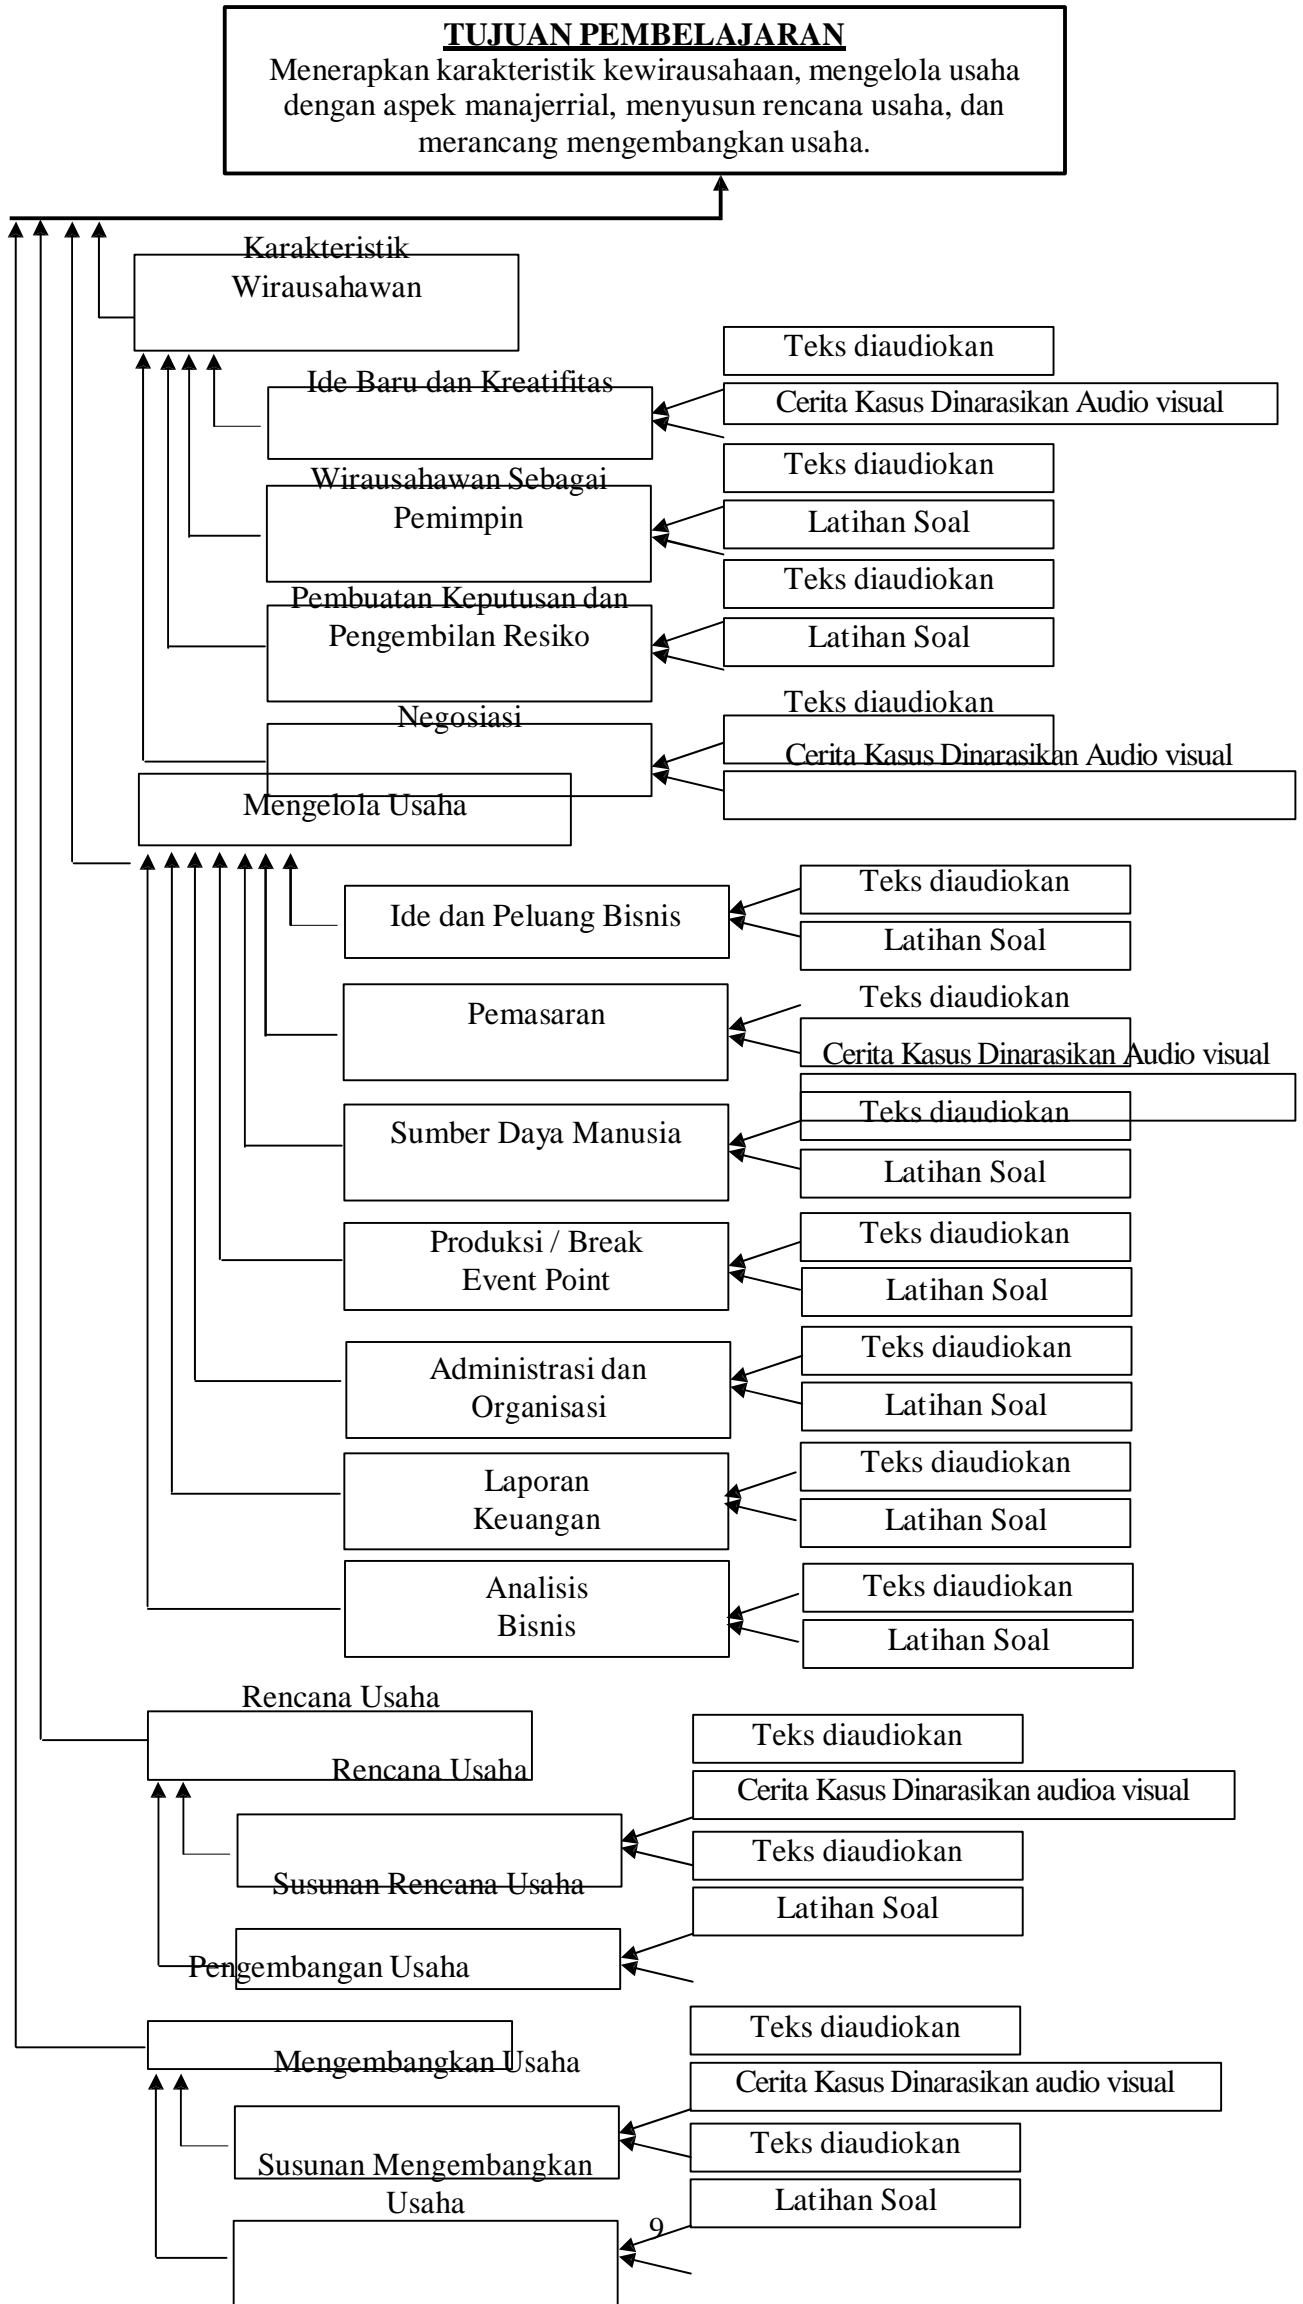 TUJUAN PEMBELAJARAN
Menerapkan karakteristik kewirausahaan, mengelola usaha
dengan aspek manajerrial, menyusun rencana usaha, dan
merancang mengembangkan usaha.
Karakteristik
Wirausahawan
Teks diaudiokan
Ide Baru dan Kreatifitas
Cerita Kasus Dinarasikan Audio visual
Teks diaudiokan
Wirausahawan Sebagai
Pemimpin
Latihan Soal
Teks diaudiokan
Pembuatan Keputusan dan
Pengembilan Resiko
Latihan Soal
Teks diaudiokan
Negosiasi
Cerita Kasus Dinarasikan Audio visual
Mengelola Usaha
Teks diaudiokan
Ide dan Peluang Bisnis
Latihan Soal
Teks diaudiokan
Pemasaran
Cerita Kasus Dinarasikan Audio visual
Teks diaudiokan
Sumber Daya Manusia
Latihan Soal
Teks diaudiokan
Produksi / Break
Event Point
Latihan Soal
Teks diaudiokan
Administrasi dan
Organisasi
Latihan Soal
Teks diaudiokan
Laporan
Keuangan
Latihan Soal
Teks diaudiokan
Analisis
Bisnis
Latihan Soal
Rencana Usaha
Teks diaudiokan
Rencana Usaha
Cerita Kasus Dinarasikan audioa visual
Teks diaudiokan
Susunan Rencana Usaha
Latihan Soal
Pengembangan Usaha
Teks diaudiokan
Mengembangkan Usaha
Cerita Kasus Dinarasikan audio visual
Teks diaudiokan
Susunan Mengembangkan
Usaha
Latihan Soal
9